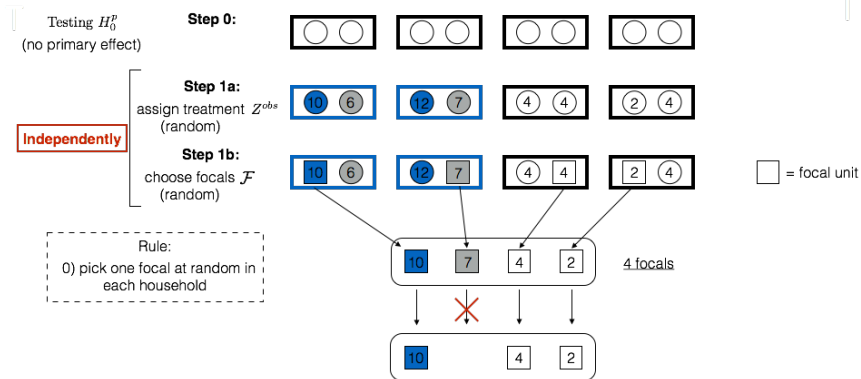 Testing H_0^p
(no primary effect)
Step 0:
Step 1a:
assign treatment Z^{obs}
(random)
10 6 12 7 4 4 2 4
Independently
Step 1b:
choose focals F
(random)
10 6 12 7 4 4 2 4
= focal unit
Rule:
0) pick one focal at random in
each household
10 7 4 2
4 focals
10 4 2